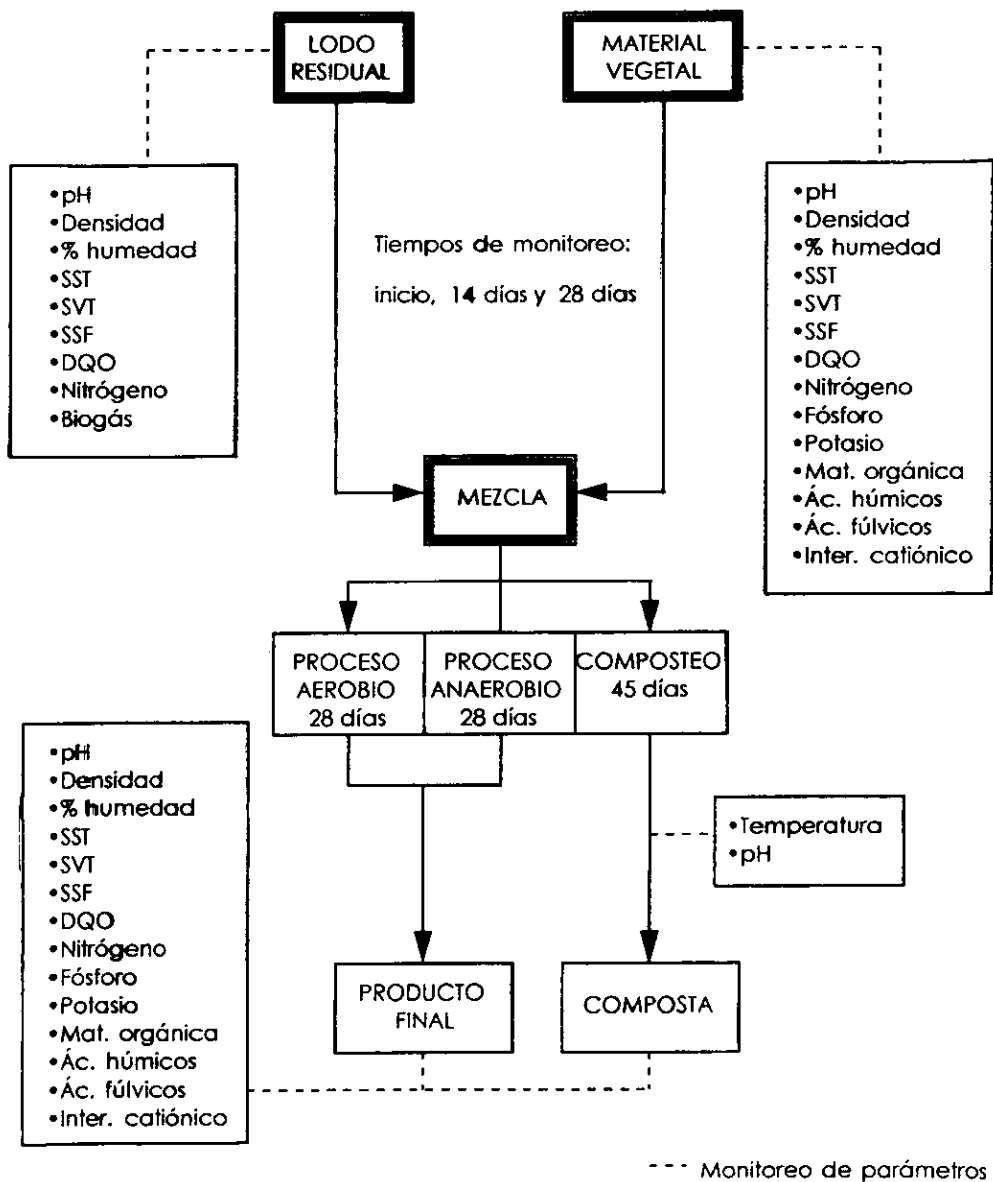 LODO
RESIDUAL
MATERIAL
VEGETAL
•pH
•Densidad
•% humedad
•SST
•SVT
•SSF
•DQO
•Nitrógeno
•Biogás
Tiempos de monitoreo:
inicio, 14 días y 28 días
•pH
•Densidad
•% humedad
•SST
•SVT
•SSF
•DQO
•Nitrógeno
•Fósforo
•Potasio
•Mat. orgánica
•Ác. húmicos
•Ác. fúlvicos
•Inter. catiónico
MEZCLA
PROCESO
AEROBIO
28 días
PROCESO
ANAEROBIO
28 días
COMPOSTEO
45 días
•pH
•Densidad
•% humedad
•SST
•SVT
•SSF
•DQO
•Nitrógeno
•Fósforo
•Potasio
•Mat. orgánica
•Ác. húmicos
•Ác. fúlvicos
•Inter. catiónico
•Temperatura
•pH
PRODUCTO
FINAL
COMPOSTA
--- Monitoreo de parámetros